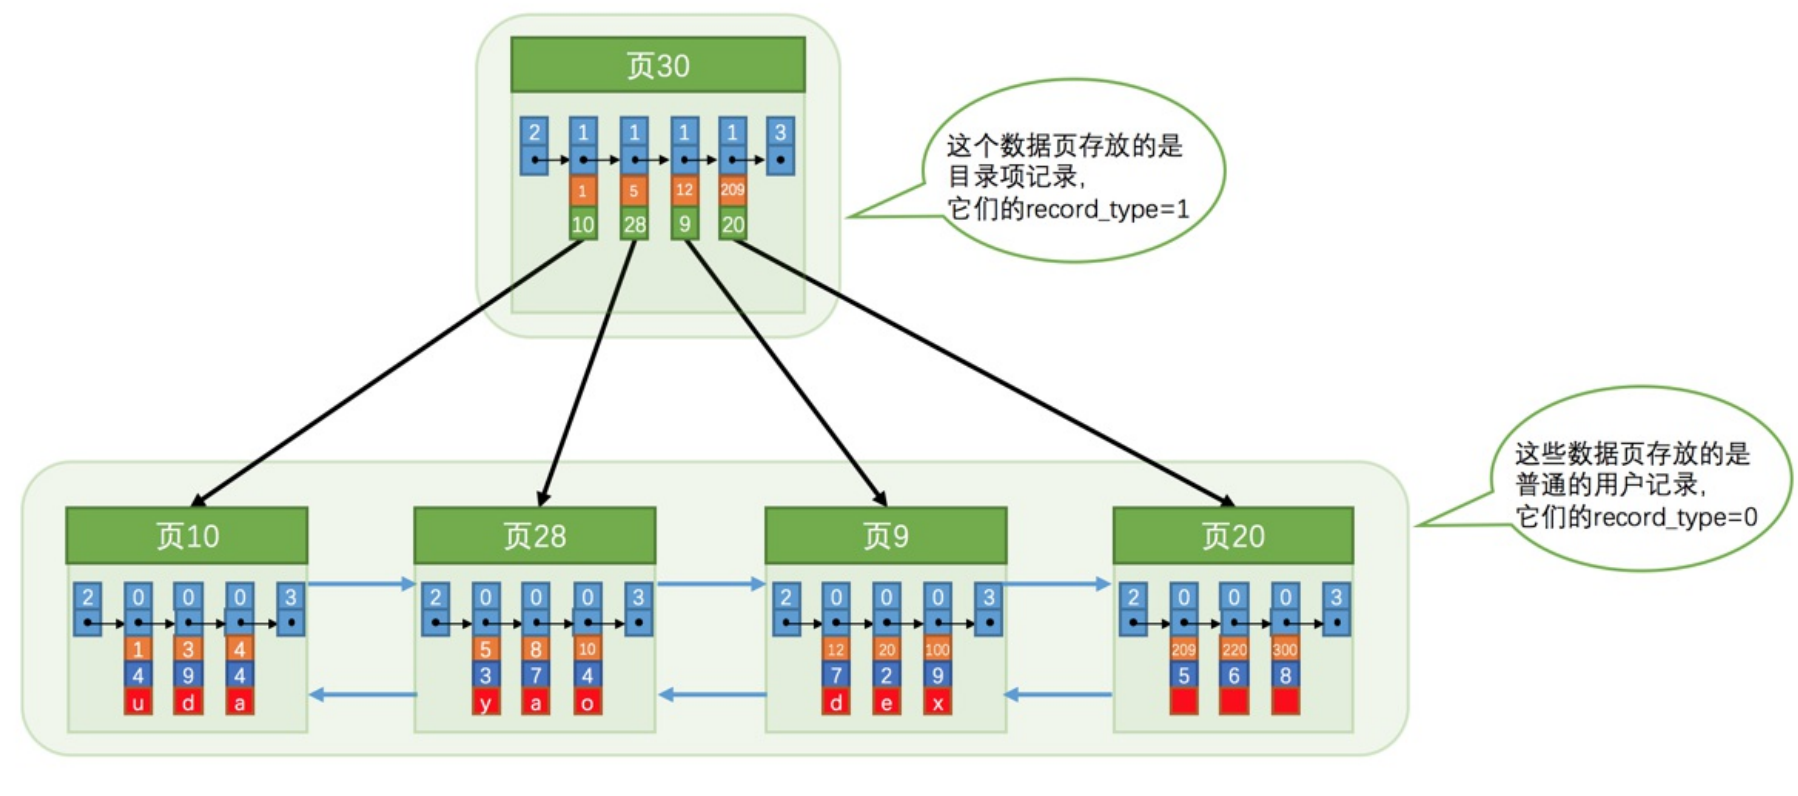 页30
2 1 1 1 1 3
1 5 12 209
10 28 9 20
这个数据页存放的是
目录项记录,
它们的record_type=1
这些数据页存放的是
普通的用户记录,
它们的record_type=0
页10
2 0 0 0 3
1 3 4
4 9 4
u d a
页28
2 0 0 0 3
5 8 10
3 7 4
y a o
页9
2 0 0 0 3
12 20 100
7 2 9
d e x
页20
2 0 0 0 3
209 220 300
5 6 8